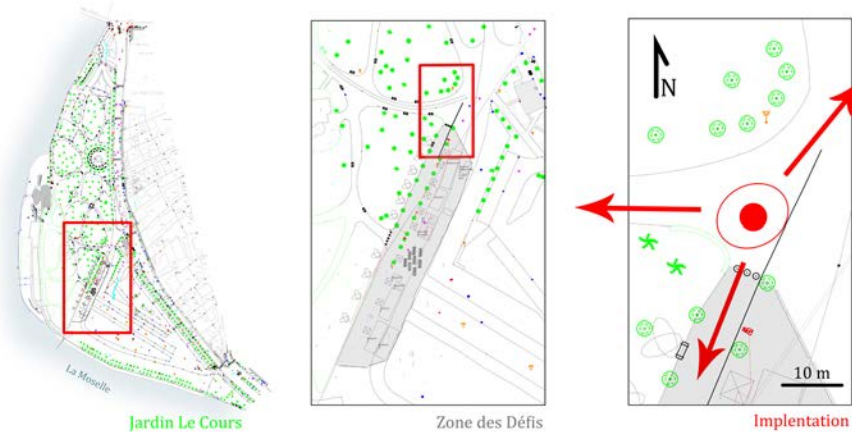 N
10 m
La Moselle
Jardin Le Cours
Zone des Défis
Implentation